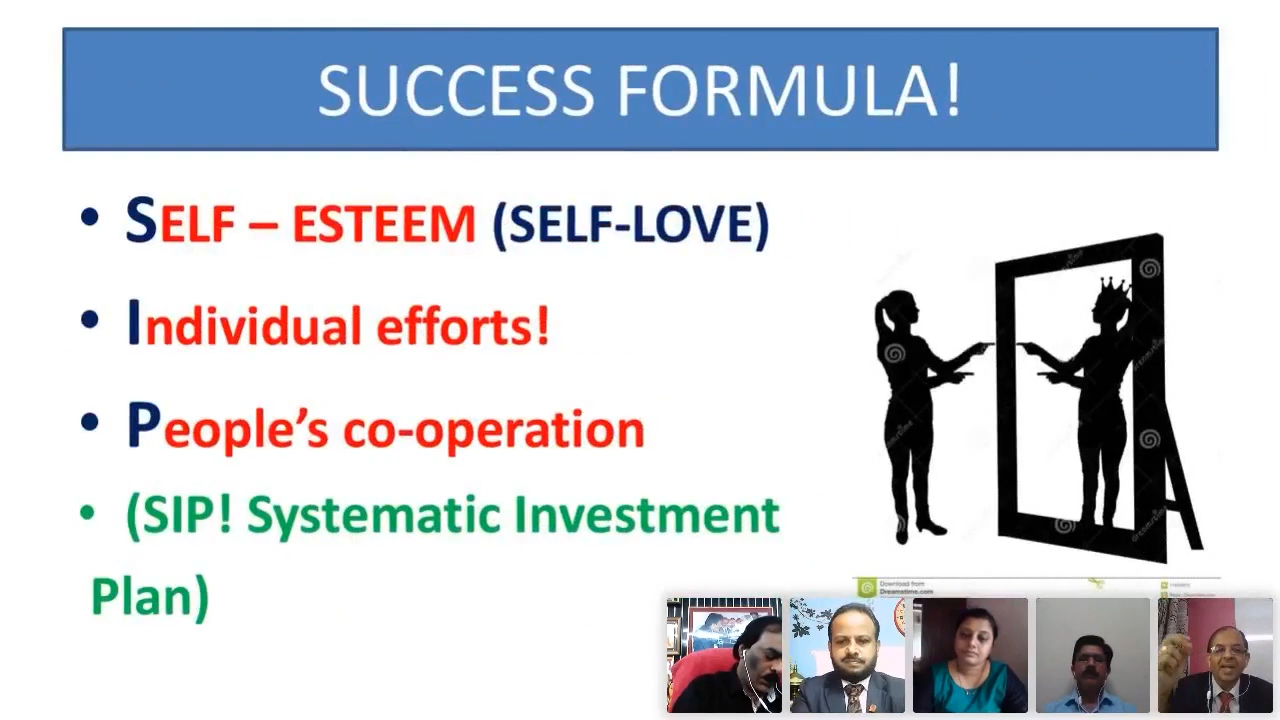 SUCCESS FORMULA!
• SELF – ESTEEM (SELF-LOVE)
• Individual efforts!
• People’s co-operation
• (SIP! Systematic Investment
Plan)
Download from
Dreamstime.com